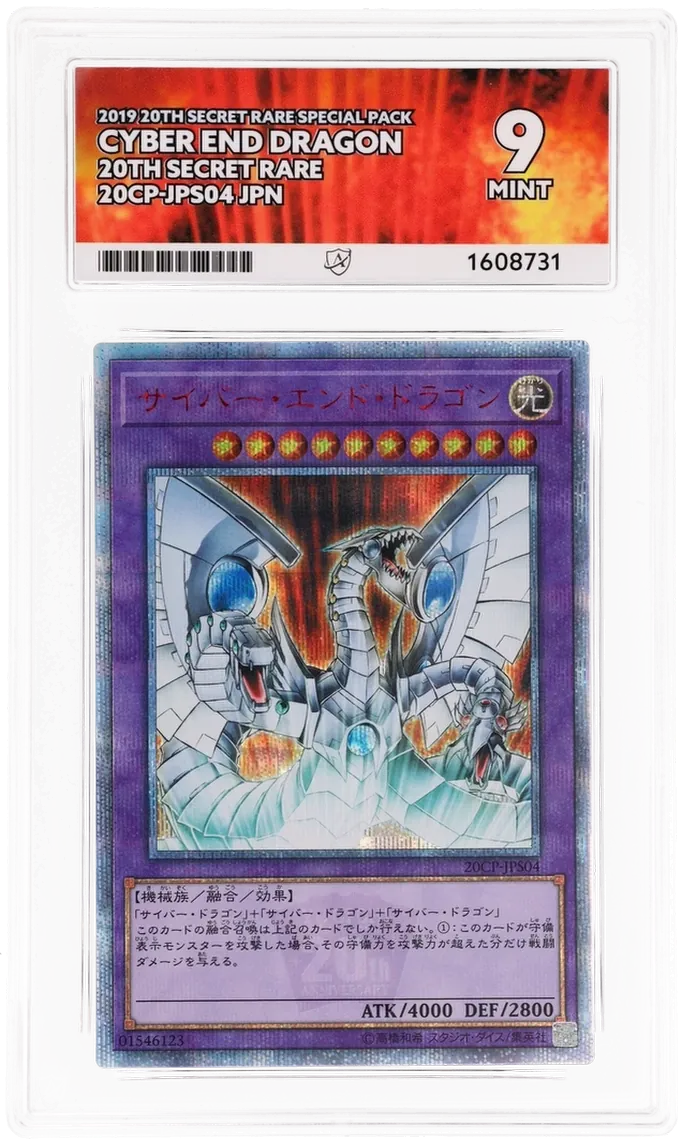 2019 20TH SECRET RARE SPECIAL PACK
CYBER END DRAGON
20TH SECRET RARE
20CP-JPS04 JPN
9
MINT
1608731
サイバー・エンド・ドラゴン
光
20CP-JPS04
【機械族／融合／効果】
「サイバー・ドラゴン」+「サイバー・ドラゴン」+「サイバー・ドラゴン」
このカードの融合召喚は上記のカードでしか行えない。①:このカードが守備
表示モンスターを攻撃した場合、その守備力を攻撃力が超えた分だけ戦闘
ダメージを与える。
ATK/4000 DEF/2800
01546123
©高橋和希 スタジオ・ダイス/集英社